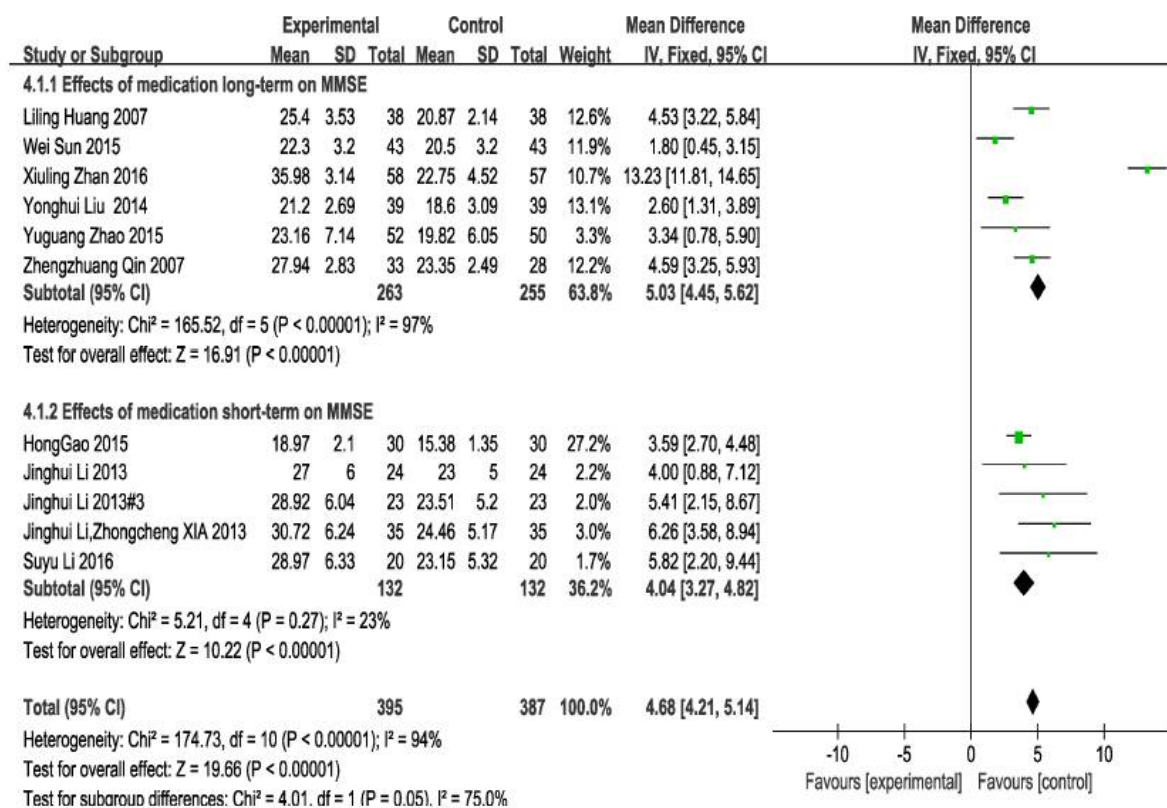 Experimental Control Mean Difference Mean Difference
Study or Subgroup Mean SD Total Mean SD Total Weight IV, Fixed, 95% CI IV, Fixed, 95% CI
4.1.1 Effects of medication long-term on MMSE
Liling Huang 2007 25.4 3.53 38 20.87 2.14 38 12.6% 4.53 [3.22, 5.84]
Wei Sun 2015 22.3 3.2 43 20.5 3.2 43 11.9% 1.80 [0.45, 3.15]
Xiuling Zhan 2016 35.98 3.14 58 22.75 4.52 57 10.7% 13.23 [11.81, 14.65]
Yonghui Liu 2014 21.2 2.69 39 18.6 3.09 39 13.1% 2.60 [1.31, 3.89]
Yuguang Zhao 2015 23.16 7.14 52 19.82 6.05 50 3.3% 3.34 [0.78, 5.90]
Zhengzhuang Qin 2007 27.94 2.83 33 23.35 2.49 28 12.2% 4.59 [3.25, 5.93]
Subtotal (95% CI) 263 255 63.8% 5.03 [4.45, 5.62]
Heterogeneity: Chi² = 165.52, df = 5 (P < 0.00001); I² = 97%
Test for overall effect: Z = 16.91 (P < 0.00001)
4.1.2 Effects of medication short-term on MMSE
HongGao 2015 18.97 2.1 30 15.38 1.35 30 27.2% 3.59 [2.70, 4.48]
Jinghui Li 2013 27 6 24 23 5 24 2.2% 4.00 [0.88, 7.12]
Jinghui Li 2013#3 28.92 6.04 23 23.51 5.2 23 2.0% 5.41 [2.15, 8.67]
Jinghui Li,Zhongcheng XIA 2013 30.72 6.24 35 24.46 5.17 35 3.0% 6.26 [3.58, 8.94]
Suyu Li 2016 28.97 6.33 20 23.15 5.32 20 1.7% 5.82 [2.20, 9.44]
Subtotal (95% CI) 132 132 36.2% 4.04 [3.27, 4.82]
Heterogeneity: Chi² = 5.21, df = 4 (P = 0.27); I² = 23%
Test for overall effect: Z = 10.22 (P < 0.00001)
Total (95% CI) 395 387 100.0% 4.68 [4.21, 5.14]
Heterogeneity: Chi² = 174.73, df = 10 (P < 0.00001); I² = 94%
Test for overall effect: Z = 19.66 (P < 0.00001)
Test for subgroup differences: Chi² = 4.01, df = 1 (P = 0.05), I² = 75.0%
-10 -5 0 5 10
Favours [experimental] Favours [control]